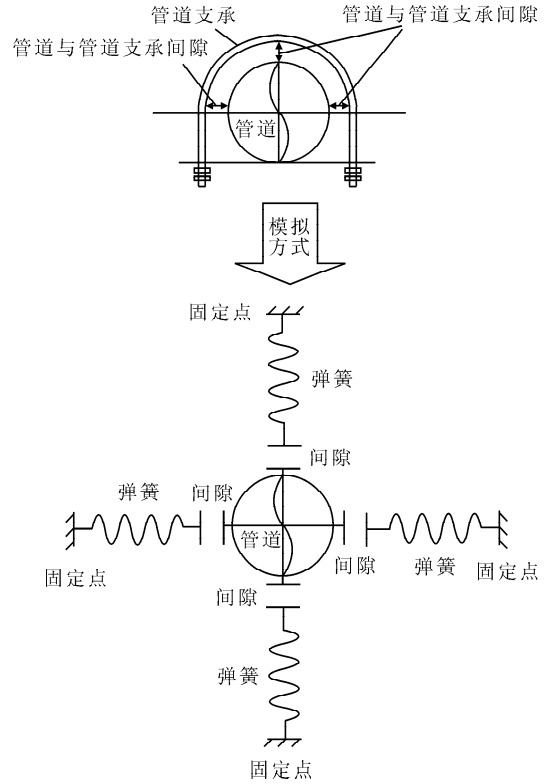 管道支承
管道与管道支承间隙
管道与管道支承间隙
管道
模拟
方式
固定点
弹簧
间隙
弹簧
间隙
管道
间隙
弹簧
固定点
固定点
间隙
弹簧
固定点